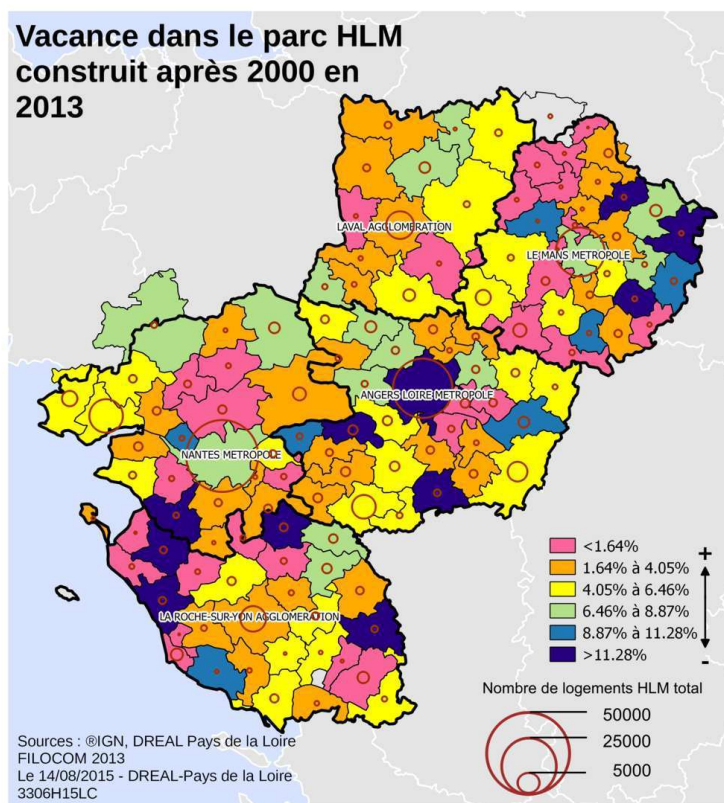 Vacance dans le parc HLM
construit après 2000 en
2013
LAVAL AGGLOMERATION
LE MANS METROPOLE
ANGERS LOIRE METROPOLE
NANTES METROPOLE
LA ROCHE-SUR-YON AGGLOMERATION
<1.64%
1.64% à 4.05%
4.05% à 6.46%
6.46% à 8.87%
8.87% à 11.28%
>11.28%
+
-
Nombre de logements HLM total
50000
25000
5000
Sources : ®IGN, DREAL Pays de la Loire
FILOCOM 2013
Le 14/08/2015 - DREAL-Pays de la Loire
3306H15LC